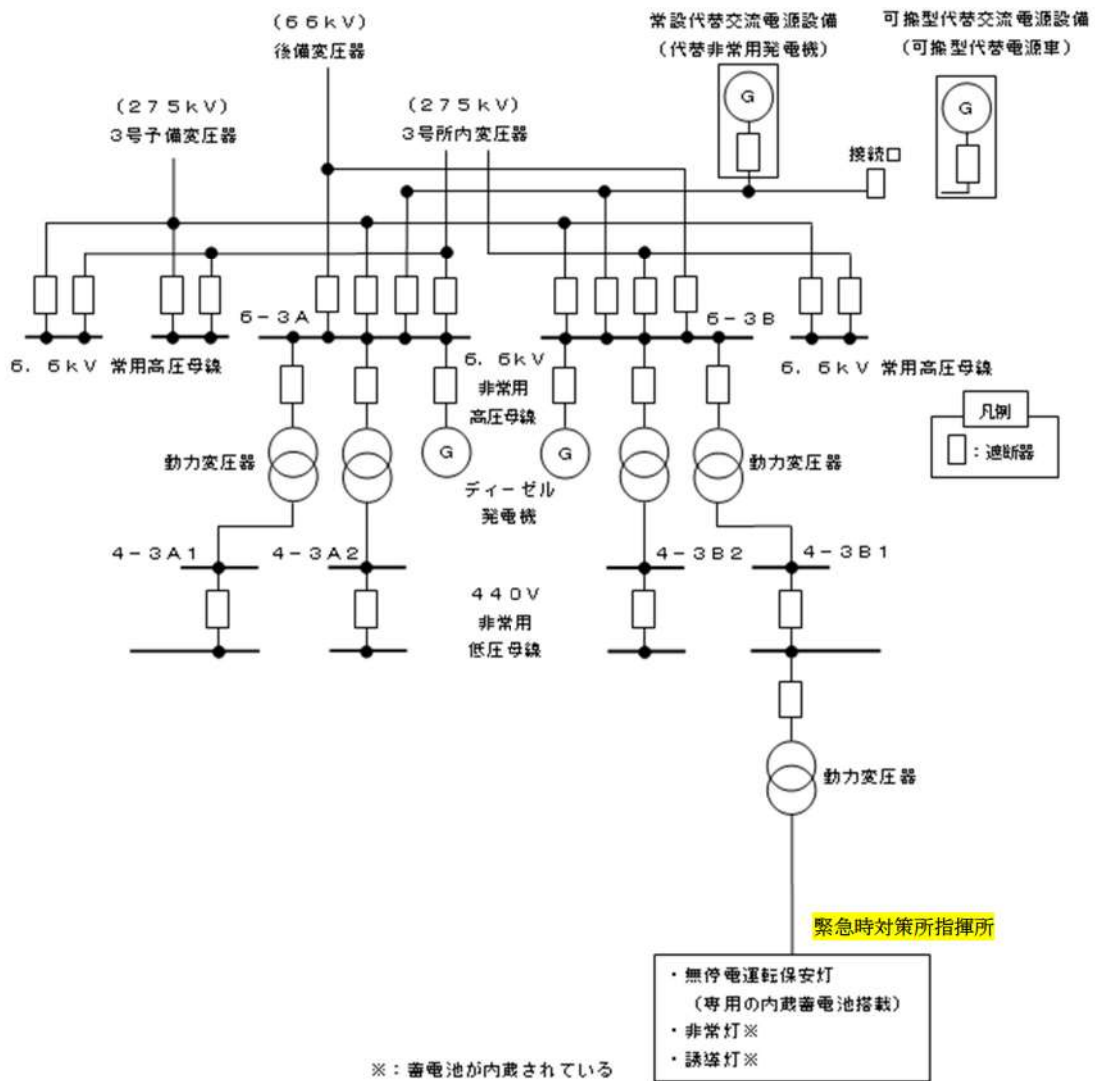 (66kV)
後備変圧器
常設代替交流電源設備
(代替非常用発電機)
可搬型代替交流電源設備
(可搬型代替電源車)
G
G
(275kV)
3号予備変圧器
(275kV)
3号所内変圧器
接続口
6-3A
6-3B
6.6kV 常用高圧母線
6.6kV
非常用
高圧母線
6.6kV 常用高圧母線
凡例
:遮断器
動力変圧器
G
G
動力変圧器
ディーゼル
発電機
4-3A1
4-3A2
4-3B2
4-3B1
440V
非常用
低圧母線
動力変圧器
緊急時対策所指揮所
・無停電運転保安灯
(専用の内蔵蓄電池搭載)
・非常灯※
・誘導灯※
※:蓄電池が内蔵されている